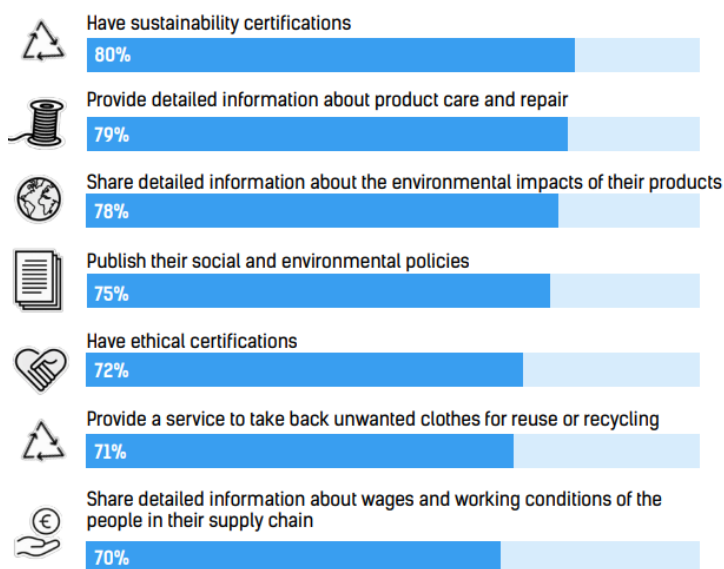 Have sustainability certifications
80%
Provide detailed information about product care and repair
79%
Share detailed information about the environmental impacts of their products
78%
Publish their social and environmental policies
75%
Have ethical certifications
72%
Provide a service to take back unwanted clothes for reuse or recycling
71%
Share detailed information about wages and working conditions of the
people in their supply chain
€
70%